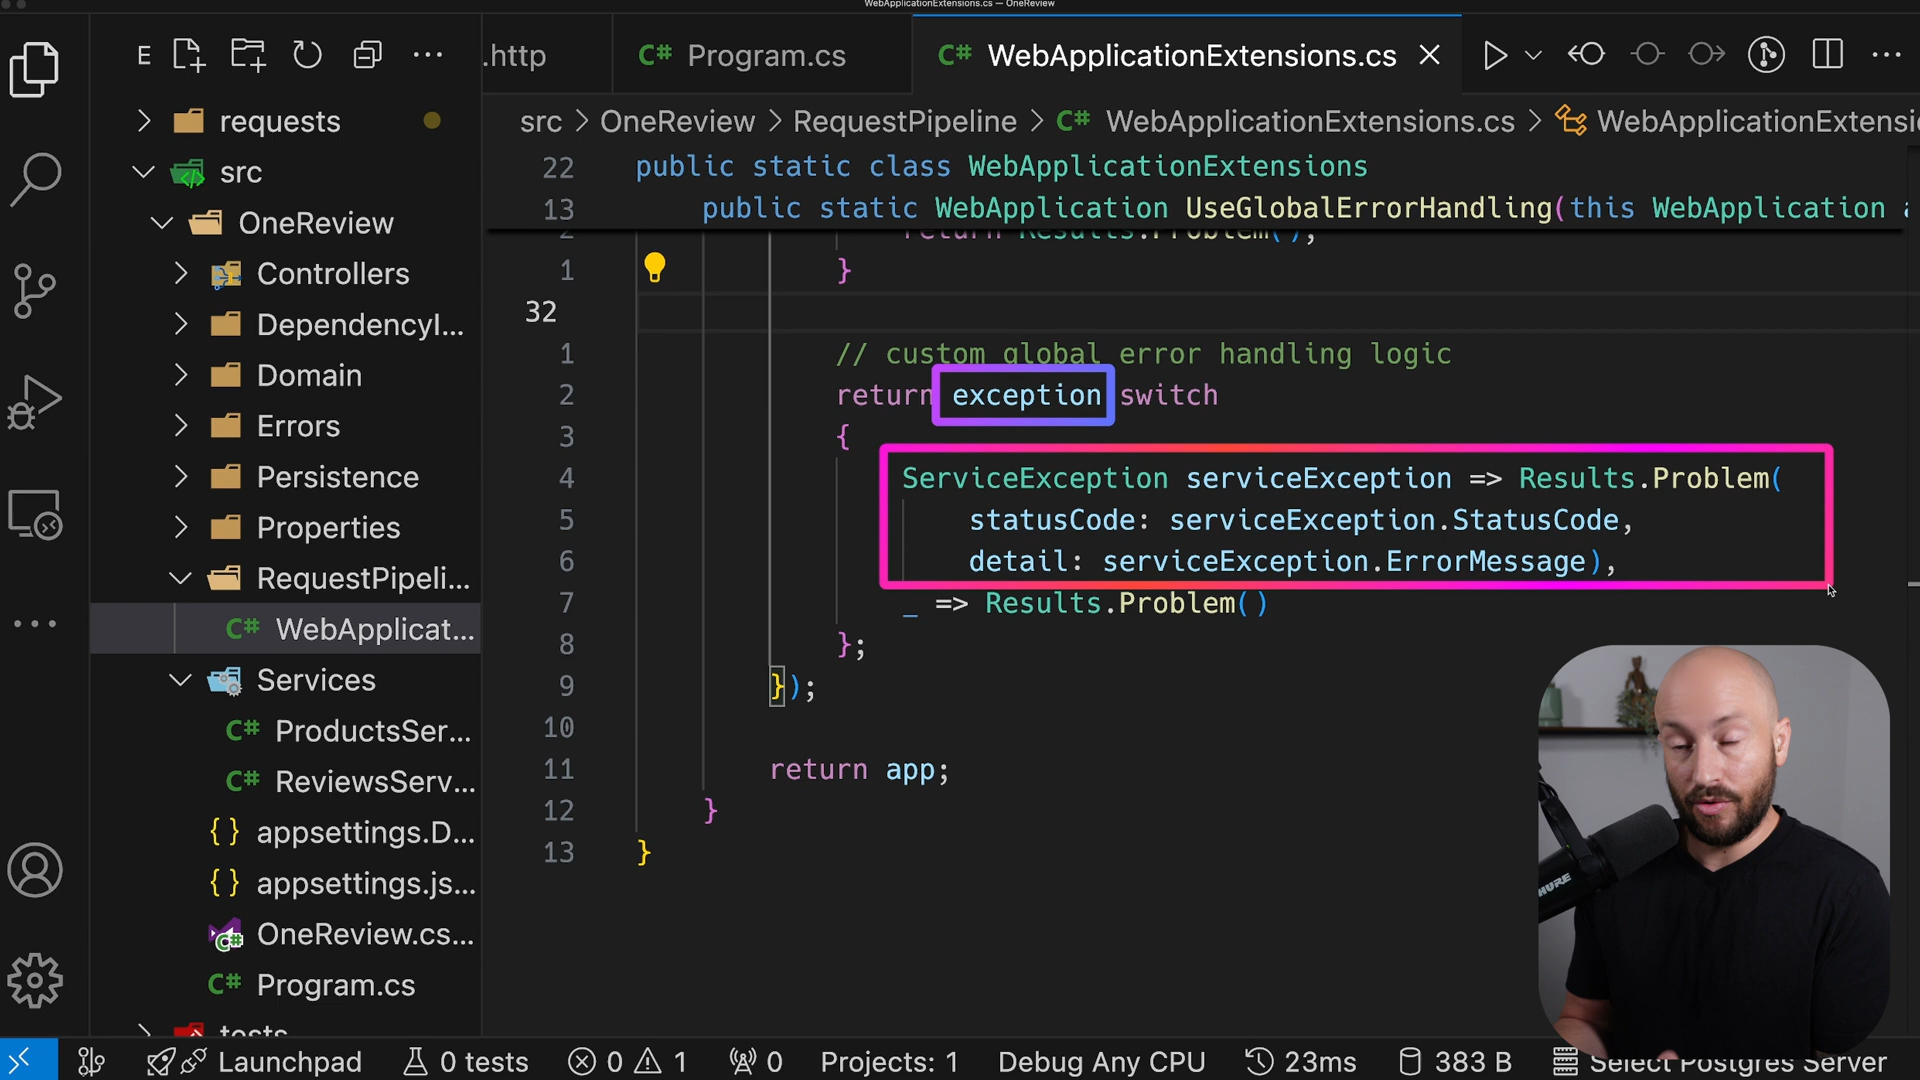 WebApplicationExtensions.cs — OneReview
E
.http
C# Program.cs
C# WebApplicationExtensions.cs
src > OneReview > RequestPipeline > C# WebApplicationExtensions.cs > WebApplicationExtensi
requests
src
OneReview
Controllers
DependencyI...
Domain
Errors
Persistence
Properties
RequestPipeli...
C# WebApplicat...
Services
C# ProductsSer...
C# ReviewsServ...
{} appsettings.D...
{} appsettings.js...
C# OneReview.cs...
C# Program.cs
tests
22 public static class WebApplicationExtensions
13 public static WebApplication UseGlobalErrorHandling(this WebApplication a
2 return Results.Problem();
1 }
32
1 // custom global error handling logic
2 return exception switch
3 {
4 ServiceException serviceException => Results.Problem(
5 statusCode: serviceException.StatusCode,
6 detail: serviceException.ErrorMessage),
7 _ => Results.Problem()
8 };
9 });
10
11 return app;
12 }
13 }
SHURE
Launchpad 0 tests 0 1 0 Projects: 1 Debug Any CPU 23ms 383 B Select Postgres Server